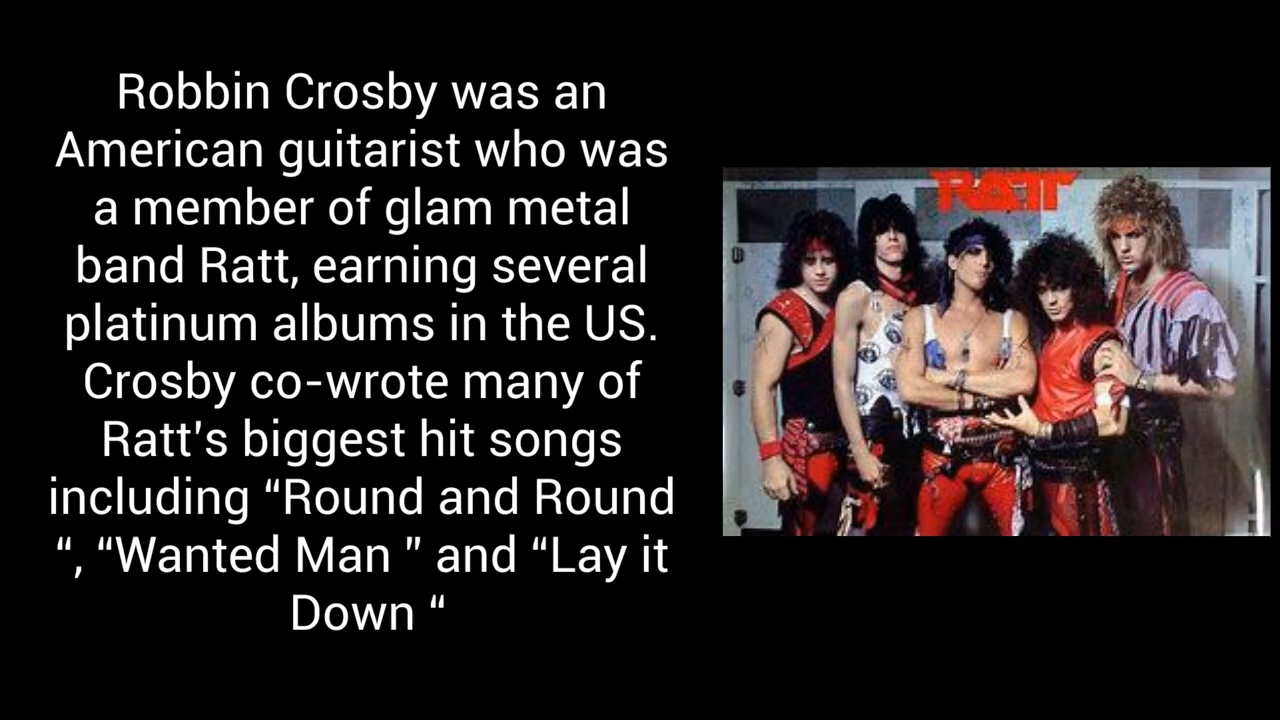 Robbin Crosby was an
American guitarist who was
a member of glam metal
band Ratt, earning several
platinum albums in the US.
Crosby co-wrote many of
Ratt's biggest hit songs
including “Round and Round
“, “Wanted Man ” and “Lay it
Down “
RATT